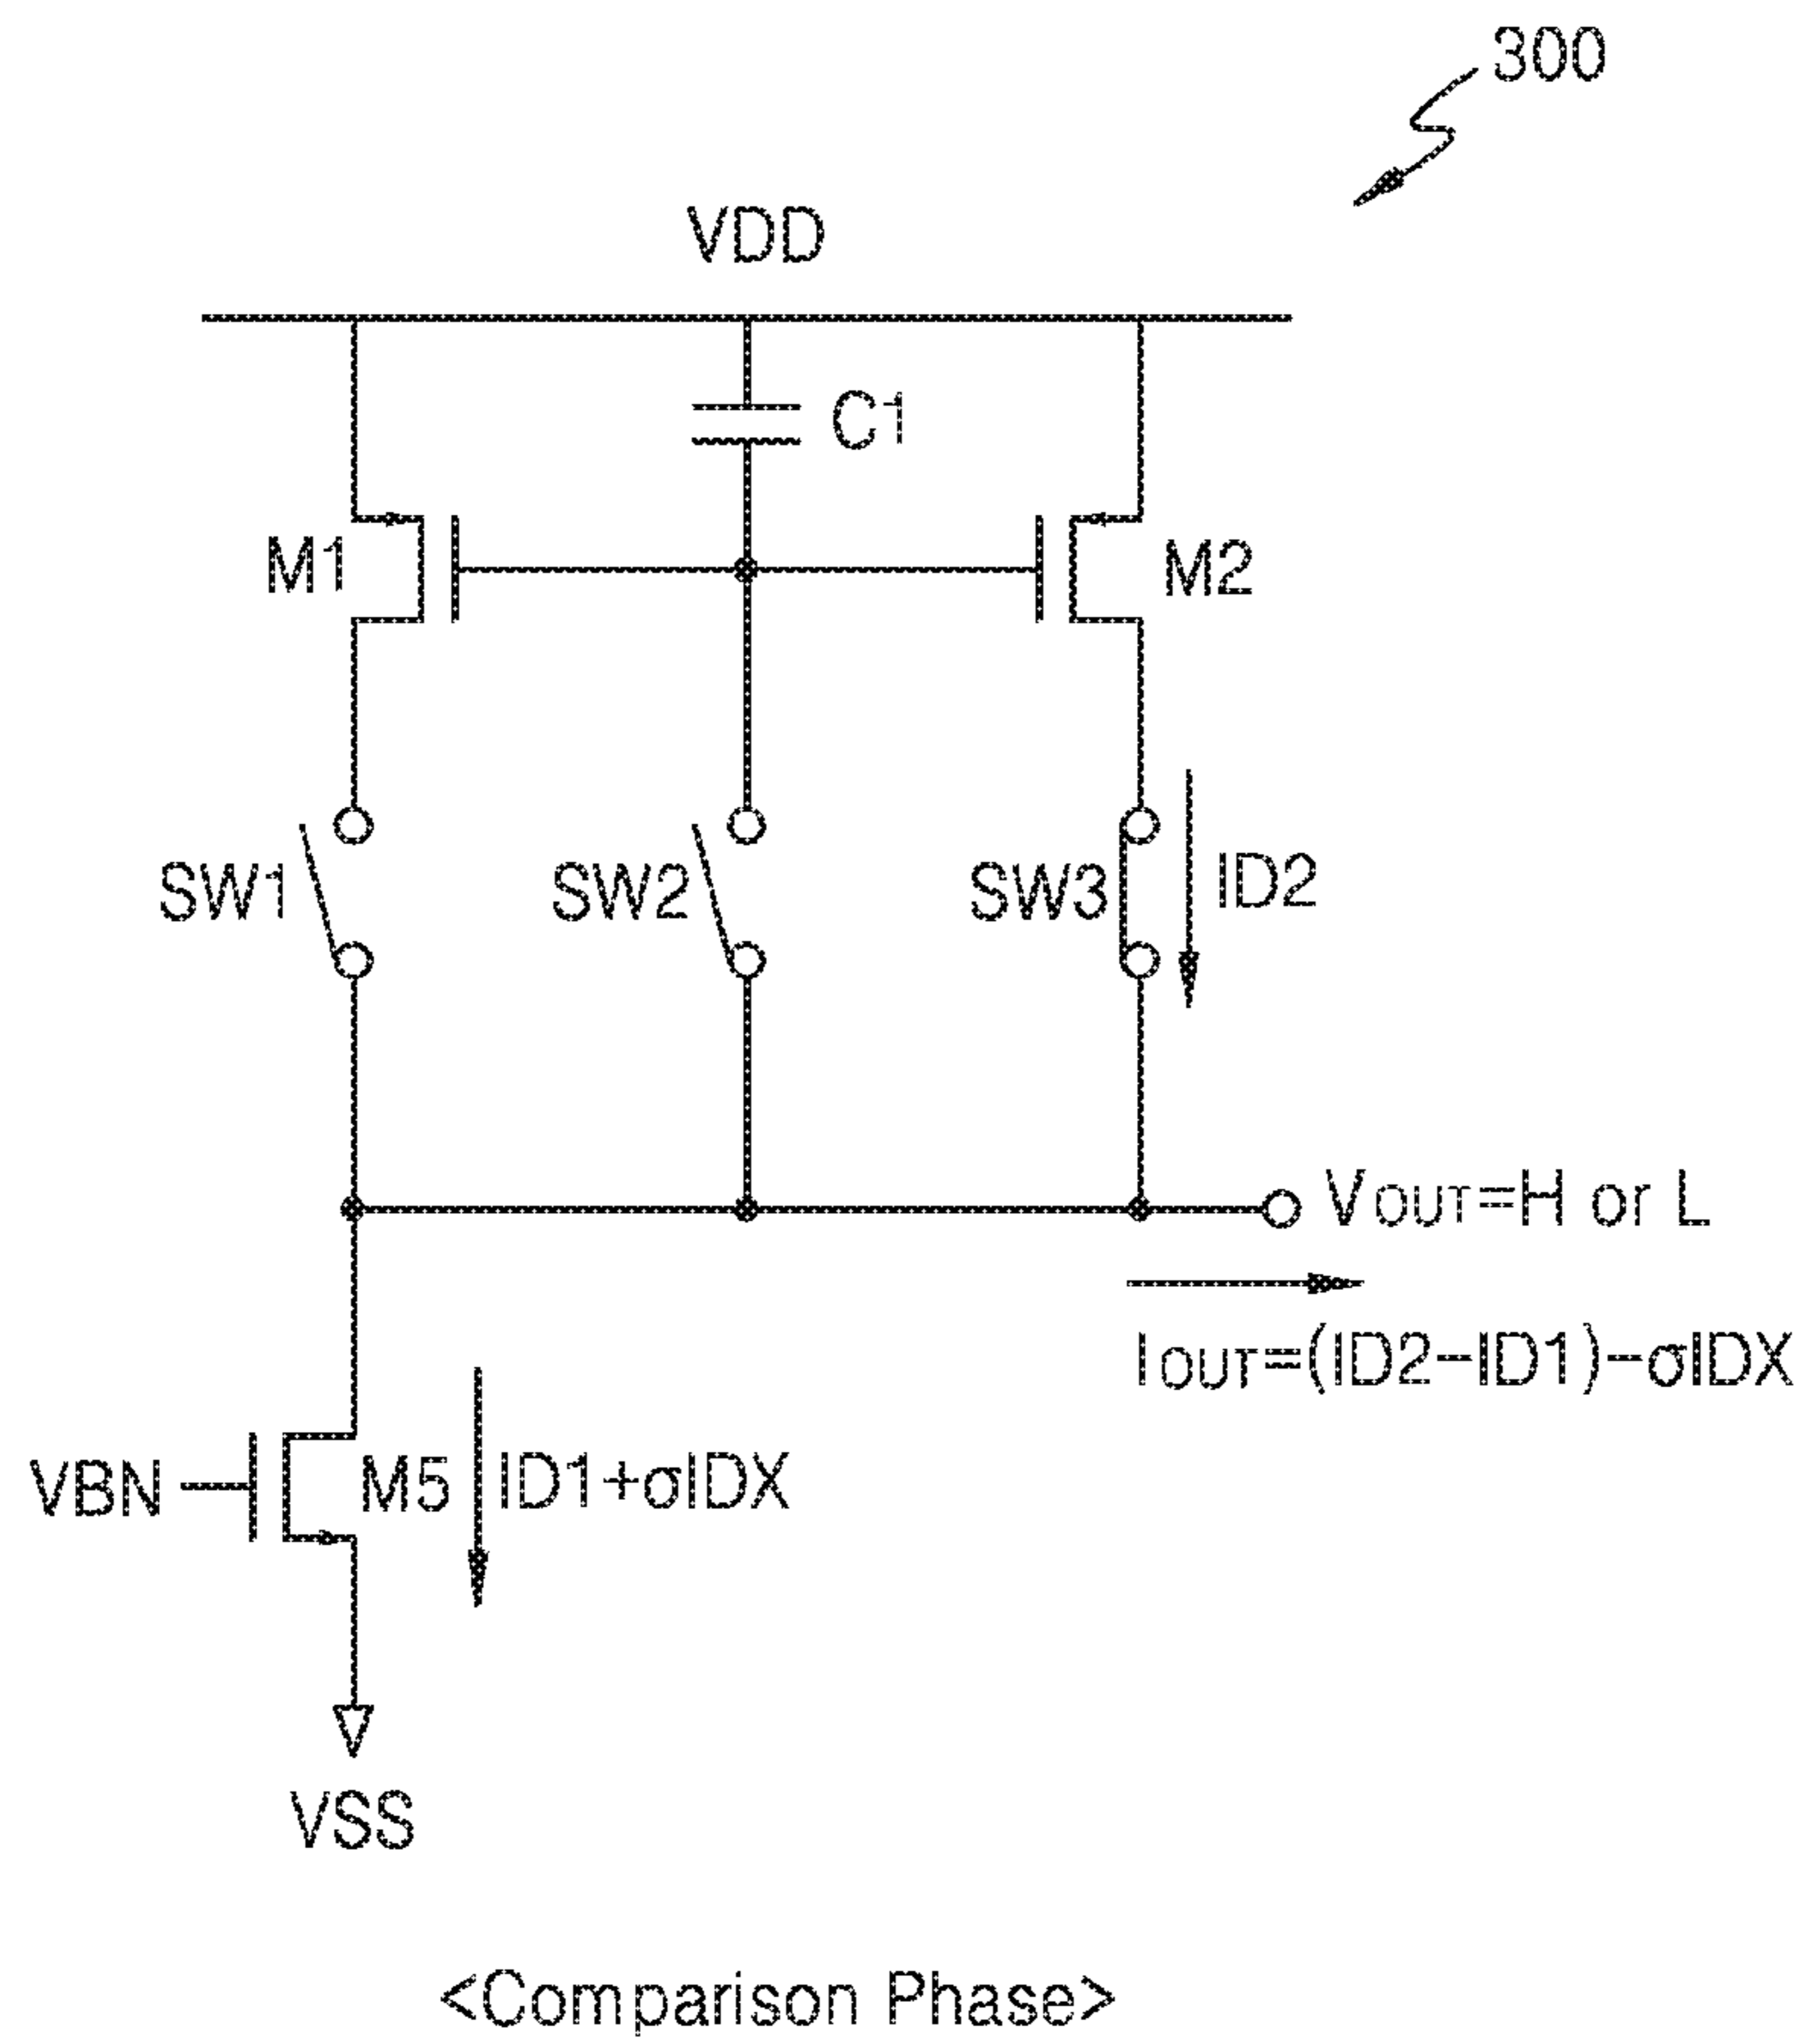 300
VDD
C1
M1
M2
SW1
SW2
SW3
ID2
VOUT=H or L
IOUT=(ID2-ID1)-σIDX
VBN
M5
ID1+σIDX
VSS
<Comparison Phase>